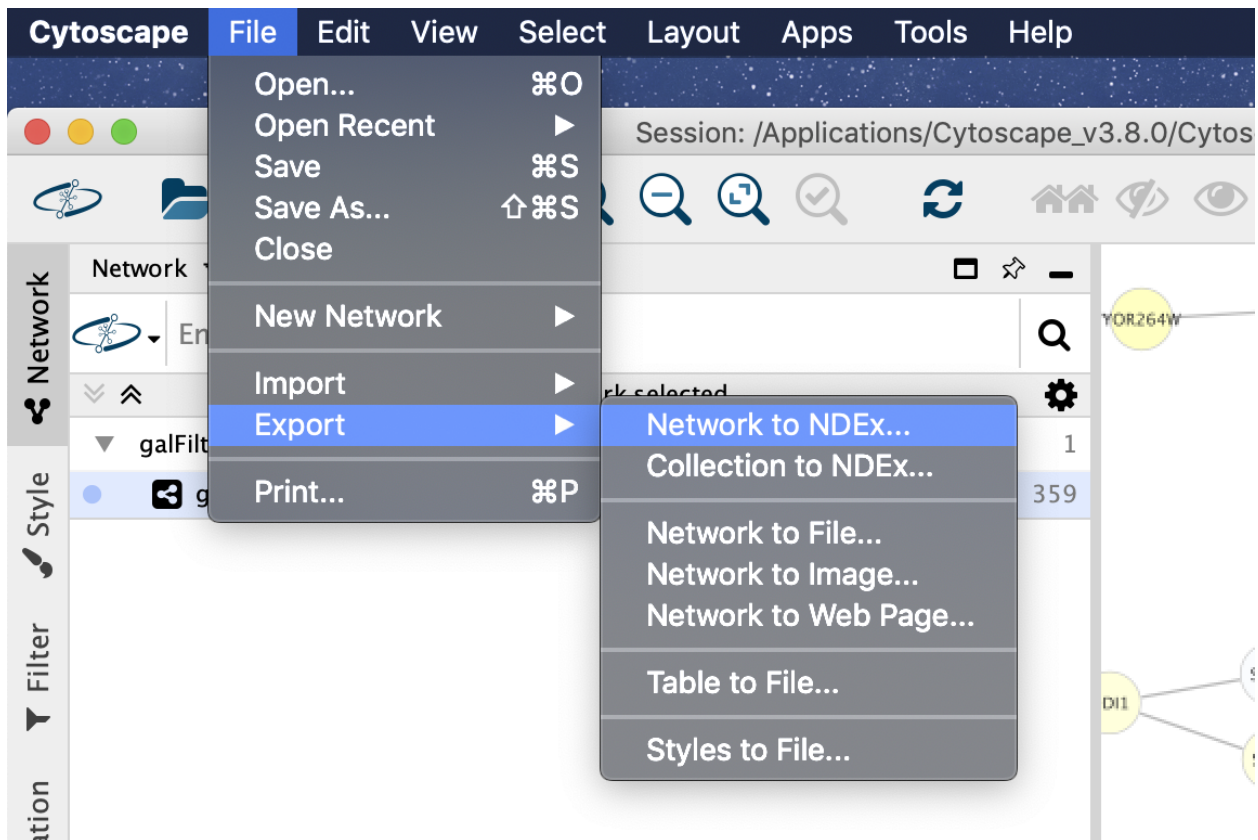 Cytoscape File Edit View Select Layout Apps Tools Help
Open... ⌘O
Open Recent ▶
Save ⌘S
Save As... ⇧⌘S
Close
New Network ▶
Import ▶
Export ▶
Print... ⌘P
Network to NDEx...
Collection to NDEx...
Network to File...
Network to Image...
Network to Web Page...
Table to File...
Styles to File...
Session: /Applications/Cytoscape_v3.8.0/Cytos
Network
Style
Filter
Network
En
selected
galFilt 1
g 359
YOR264W
DI1